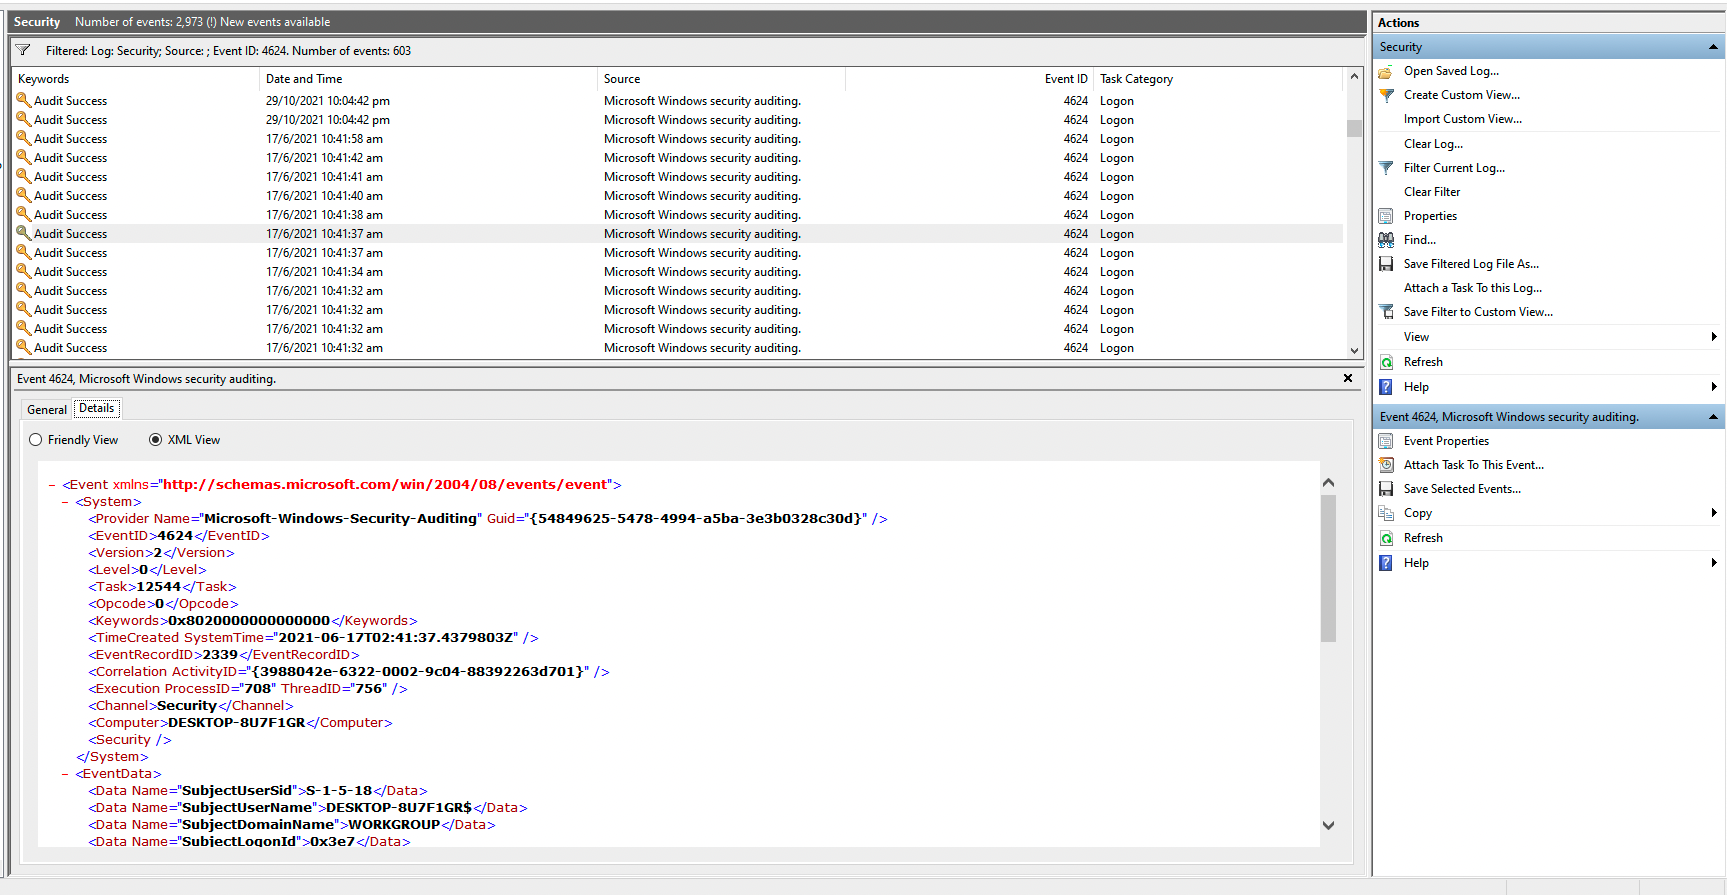 Security Number of events: 2,973 (!) New events available
Filtered: Log: Security; Source: ; Event ID: 4624. Number of events: 603
Keywords Date and Time Source Event ID Task Category
Audit Success 29/10/2021 10:04:42 pm Microsoft Windows security auditing. 4624 Logon
Audit Success 29/10/2021 10:04:42 pm Microsoft Windows security auditing. 4624 Logon
Audit Success 17/6/2021 10:41:58 am Microsoft Windows security auditing. 4624 Logon
Audit Success 17/6/2021 10:41:42 am Microsoft Windows security auditing. 4624 Logon
Audit Success 17/6/2021 10:41:41 am Microsoft Windows security auditing. 4624 Logon
Audit Success 17/6/2021 10:41:40 am Microsoft Windows security auditing. 4624 Logon
Audit Success 17/6/2021 10:41:38 am Microsoft Windows security auditing. 4624 Logon
Audit Success 17/6/2021 10:41:37 am Microsoft Windows security auditing. 4624 Logon
Audit Success 17/6/2021 10:41:37 am Microsoft Windows security auditing. 4624 Logon
Audit Success 17/6/2021 10:41:34 am Microsoft Windows security auditing. 4624 Logon
Audit Success 17/6/2021 10:41:32 am Microsoft Windows security auditing. 4624 Logon
Audit Success 17/6/2021 10:41:32 am Microsoft Windows security auditing. 4624 Logon
Audit Success 17/6/2021 10:41:32 am Microsoft Windows security auditing. 4624 Logon
Audit Success 17/6/2021 10:41:32 am Microsoft Windows security auditing. 4624 Logon
Event 4624, Microsoft Windows security auditing.
General Details
Friendly View XML View
- <Event xmlns="http://schemas.microsoft.com/win/2004/08/events/event">
- <System>
<Provider Name="Microsoft-Windows-Security-Auditing" Guid="{54849625-5478-4994-a5ba-3e3b0328c30d}" />
<EventID>4624</EventID>
<Version>2</Version>
<Level>0</Level>
<Task>12544</Task>
<Opcode>0</Opcode>
<Keywords>0x8020000000000000</Keywords>
<TimeCreated SystemTime="2021-06-17T02:41:37.4379803Z" />
<EventRecordID>2339</EventRecordID>
<Correlation ActivityID="{3988042e-6322-0002-9c04-88392263d701}" />
<Execution ProcessID="708" ThreadID="756" />
<Channel>Security</Channel>
<Computer>DESKTOP-8U7F1GR</Computer>
<Security />
</System>
- <EventData>
<Data Name="SubjectUserSid">S-1-5-18</Data>
<Data Name="SubjectUserName">DESKTOP-8U7F1GR$</Data>
<Data Name="SubjectDomainName">WORKGROUP</Data>
<Data Name="SubjectLogonId">0x3e7</Data>
Actions
Security
Open Saved Log...
Create Custom View...
Import Custom View...
Clear Log...
Filter Current Log...
Clear Filter
Properties
Find...
Save Filtered Log File As...
Attach a Task To this Log...
Save Filter to Custom View...
View
Refresh
Help
Event 4624, Microsoft Windows security auditing.
Event Properties
Attach Task To This Event...
Save Selected Events...
Copy
Refresh
Help